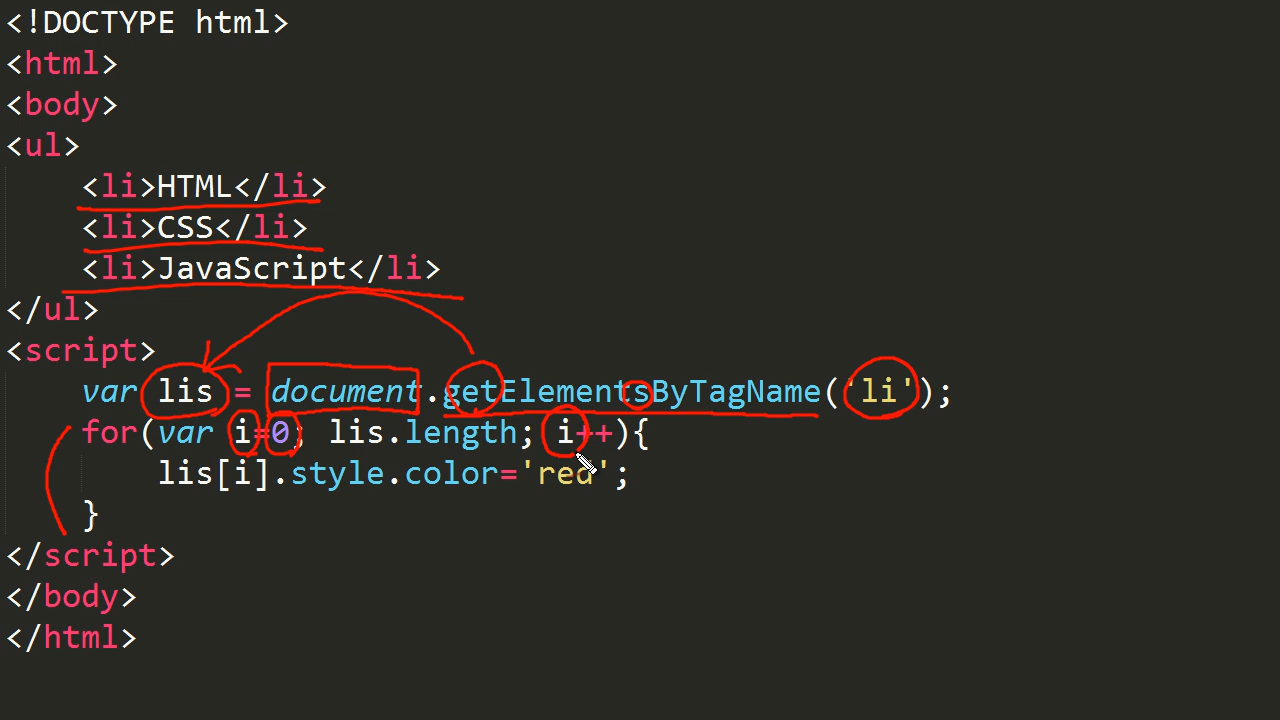 <!DOCTYPE html>
<html>
<body>
<ul>
    <li>HTML</li>
    <li>CSS</li>
    <li>JavaScript</li>
</ul>
<script>
    var lis = document.getElementsByTagName('li');
    for(var i=0; lis.length; i++){
        lis[i].style.color='red';
    }
</script>
</body>
</html>